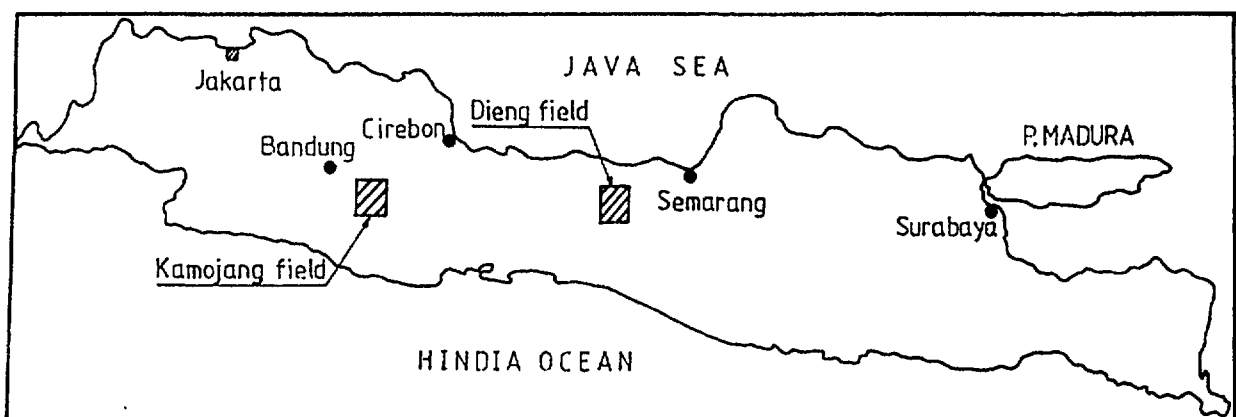 JAVA SEA
Jakarta
Dieng field
Cirebon
P. MADURA
Bandung
Semarang
Surabaya
Kamojang field
HINDIA OCEAN